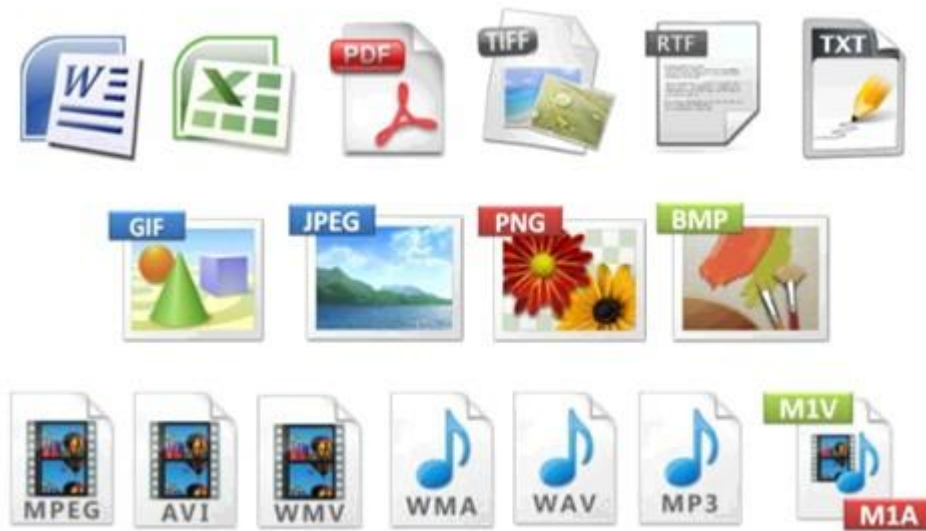 W
X
PDF
TIFF
RTF
TXT
GIF
JPEG
PNG
BMP
MPEG
AVI
WMV
WMA
WAV
MP3
M1V
M1A